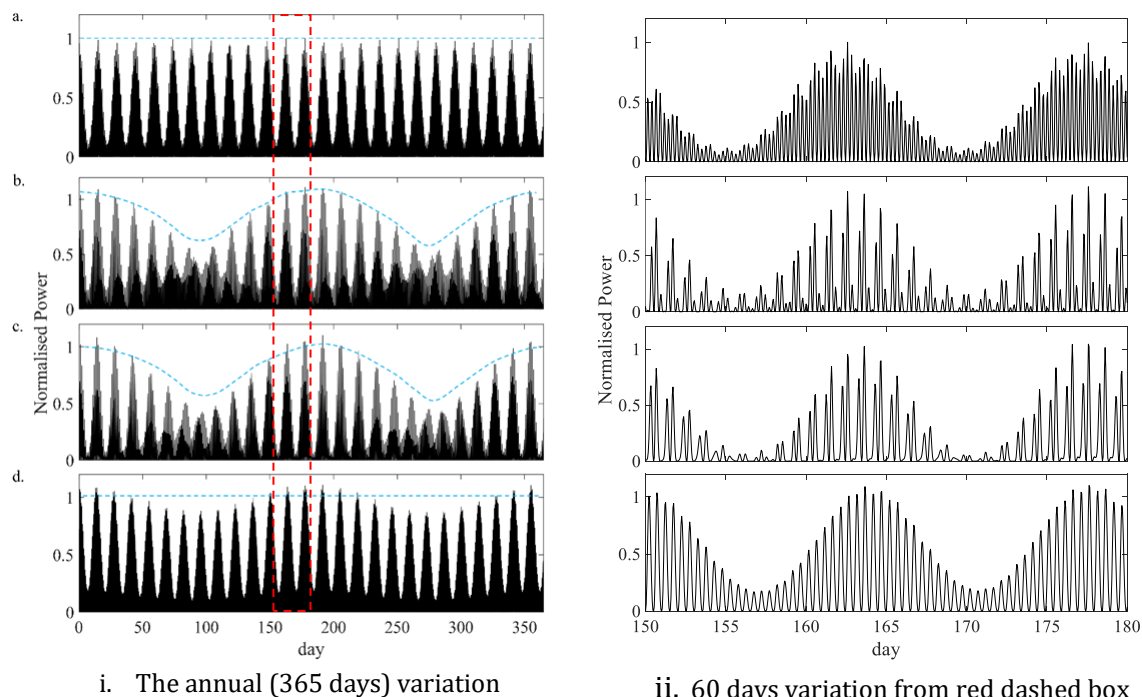 a.
1
0.5
0
b.
1
0.5
0
c.
1
0.5
0
d.
1
0.5
0
Normalised Power
0 50 100 150 200 250 300 350
day
i. The annual (365 days) variation
1
0.5
0
1
0.5
0
1
0.5
0
1
0.5
0
Normalised Power
150 155 160 165 170 175 180
day
ii. 60 days variation from red dashed box